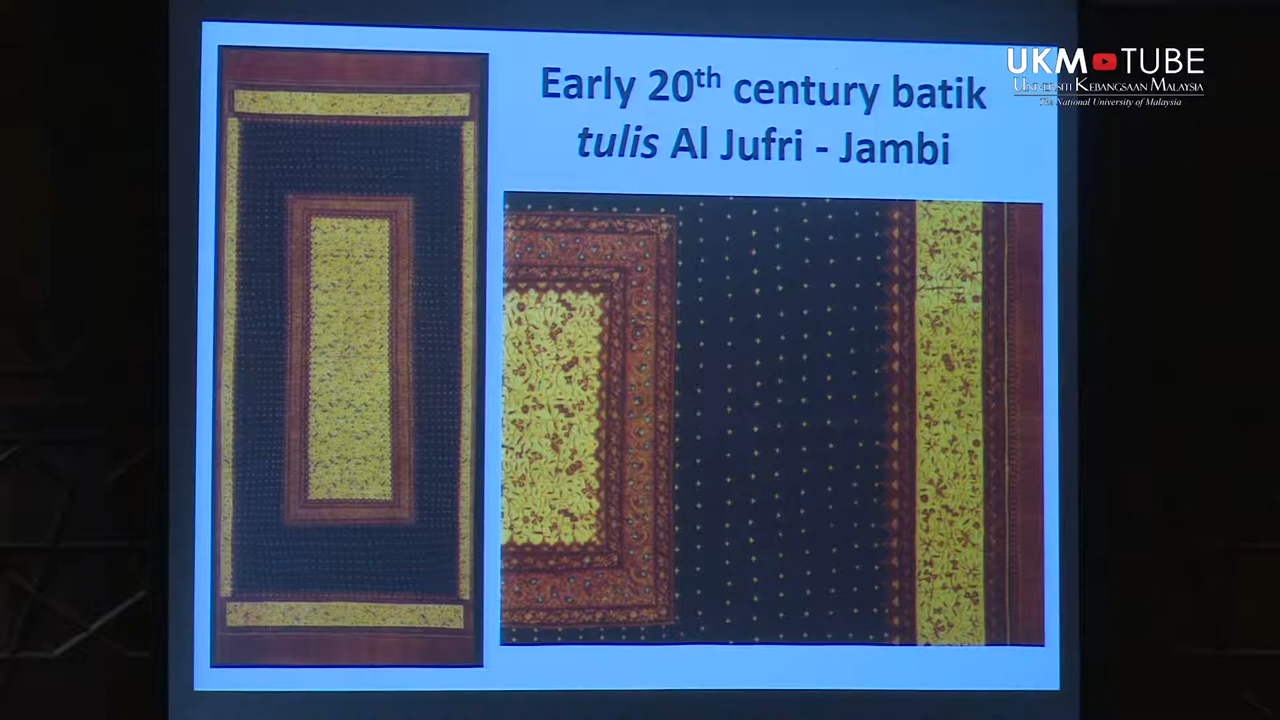 Early 20th century batik
tulis Al Jufri - Jambi
UKM TUBE
UNIVERSITI KEBANGSAAN MALAYSIA
The National University of Malaysia